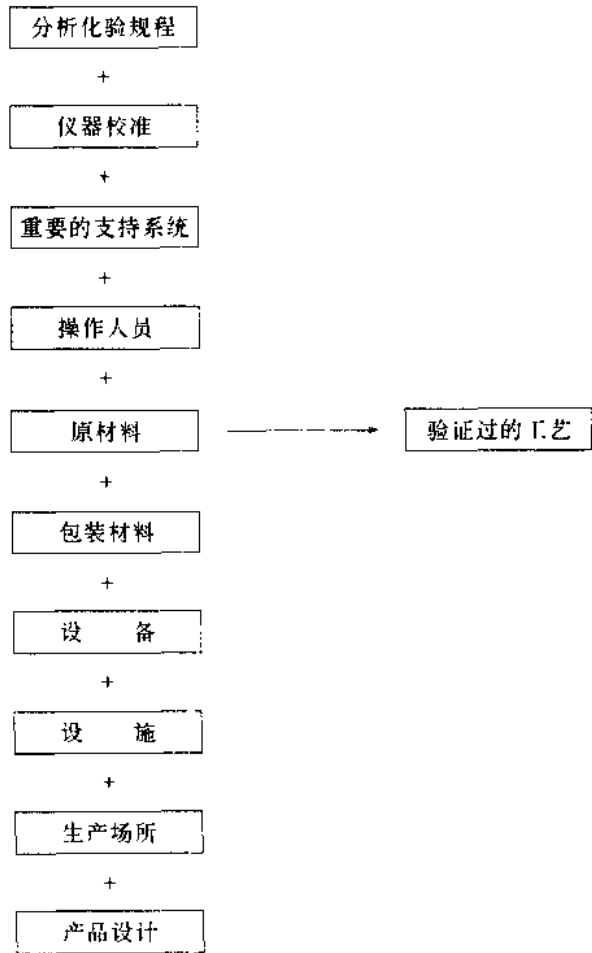 分析化验规程
+
仪器校准
+
重要的支持系统
+
操作人员
+
原材料
验证过的工艺
+
包装材料
+
设 备
+
设 施
+
生产场所
+
产品设计